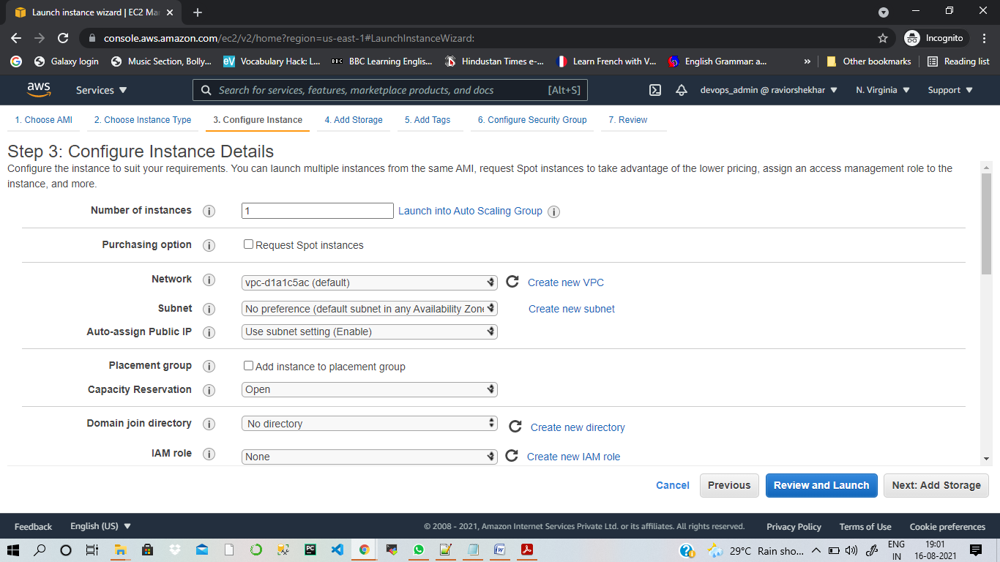 Launch instance wizard | EC2 Mar
console.aws.amazon.com/ec2/v2/home?region=us-east-1#LaunchInstanceWizard:
Incognito
Galaxy login
Music Section, Bolly...
eV
Vocabulary Hack: L...
BBC
BBC Learning Englis...
Hindustan Times e-...
Learn French with V...
English Grammar: a...
»
Other bookmarks
Reading list
aws
Services
Search for services, features, marketplace products, and docs
[Alt+S]
devops_admin @ raviorshekhar
N. Virginia
Support
1. Choose AMI
2. Choose Instance Type
3. Configure Instance
4. Add Storage
5. Add Tags
6. Configure Security Group
7. Review
Step 3: Configure Instance Details
Configure the instance to suit your requirements. You can launch multiple instances from the same AMI, request Spot instances to take advantage of the lower pricing, assign an access management role to the
instance, and more.
Number of instances
1
Launch into Auto Scaling Group
Purchasing option
Request Spot instances
Network
vpc-d1a1c5ac (default)
Create new VPC
Subnet
No preference (default subnet in any Availability Zone
Create new subnet
Auto-assign Public IP
Use subnet setting (Enable)
Placement group
Add instance to placement group
Capacity Reservation
Open
Domain join directory
No directory
Create new directory
IAM role
None
Create new IAM role
Cancel
Previous
Review and Launch
Next: Add Storage
Feedback
English (US)
© 2008 - 2021, Amazon Internet Services Private Ltd. or its affiliates. All rights reserved.
Privacy Policy
Terms of Use
Cookie preferences
PC
29°C
Rain sho...
ENG
IN
19:01
16-08-2021